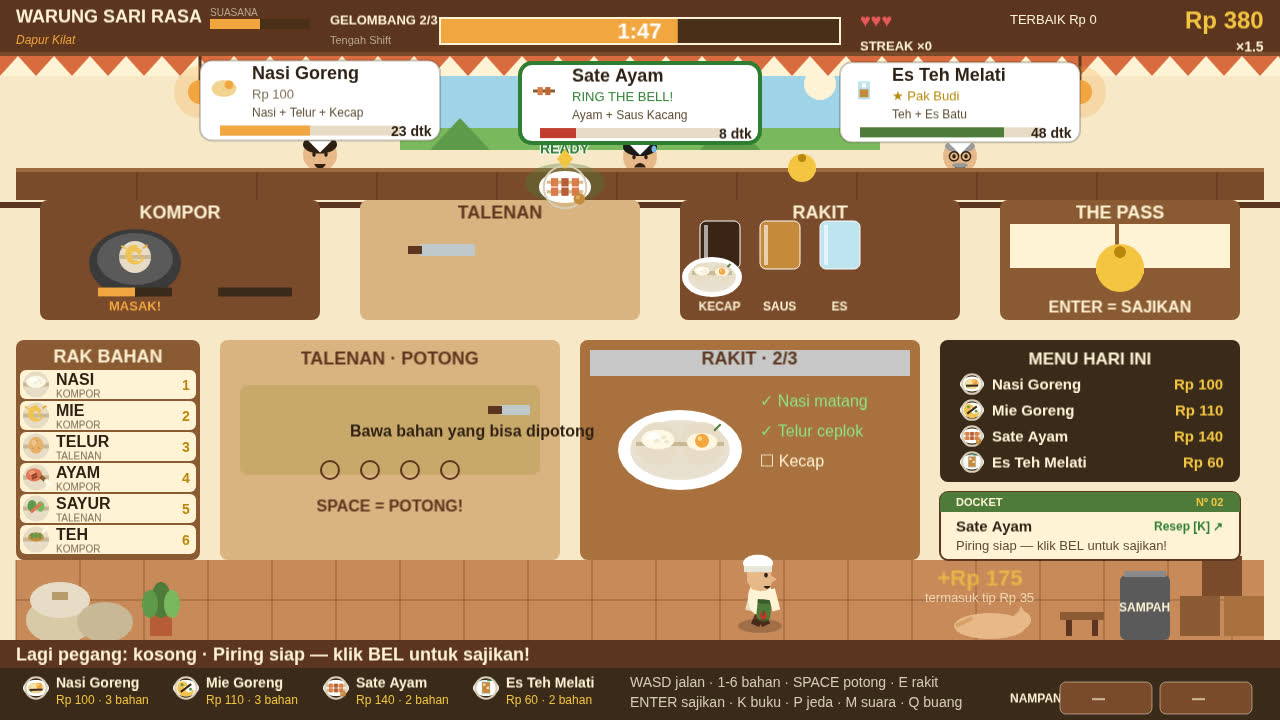 WARUNG SARI RASA
SUASANA
Dapur Kilat
GELOMBANG 2/3
Tengah Shift
1:47
♥♥♥
STREAK ×0
TERBAIK Rp 0
Rp 380
×1.5
Nasi Goreng
Rp 100
Nasi + Telur + Kecap
23 dtk
Sate Ayam
RING THE BELL!
Ayam + Saus Kacang
8 dtk
READY
Es Teh Melati
★ Pak Budi
Teh + Es Batu
48 dtk
KOMPOR
MASAK!
TALENAN
RAKIT
KECAP
SAUS
ES
THE PASS
ENTER = SAJIKAN
RAK BAHAN
NASI
KOMPOR
1
MIE
KOMPOR
2
TELUR
TALENAN
3
AYAM
KOMPOR
4
SAYUR
TALENAN
5
TEH
KOMPOR
6
TALENAN · POTONG
Bawa bahan yang bisa dipotong
SPACE = POTONG!
RAKIT · 2/3
✓ Nasi matang
✓ Telur ceplok
☐ Kecap
MENU HARI INI
Nasi Goreng Rp 100
Mie Goreng Rp 110
Sate Ayam Rp 140
Es Teh Melati Rp 60
DOCKET Nº 02
Sate Ayam Resep [K] ↗
Piring siap — klik BEL untuk sajikan!
+Rp 175
termasuk tip Rp 35
SAMPAH
Lagi pegang: kosong · Piring siap — klik BEL untuk sajikan!
Nasi Goreng
Rp 100 · 3 bahan
Mie Goreng
Rp 110 · 3 bahan
Sate Ayam
Rp 140 · 2 bahan
Es Teh Melati
Rp 60 · 2 bahan
WASD jalan · 1-6 bahan · SPACE potong · E rakit
ENTER sajikan · K buku · P jeda · M suara · Q buang
NAMPAN
—
—